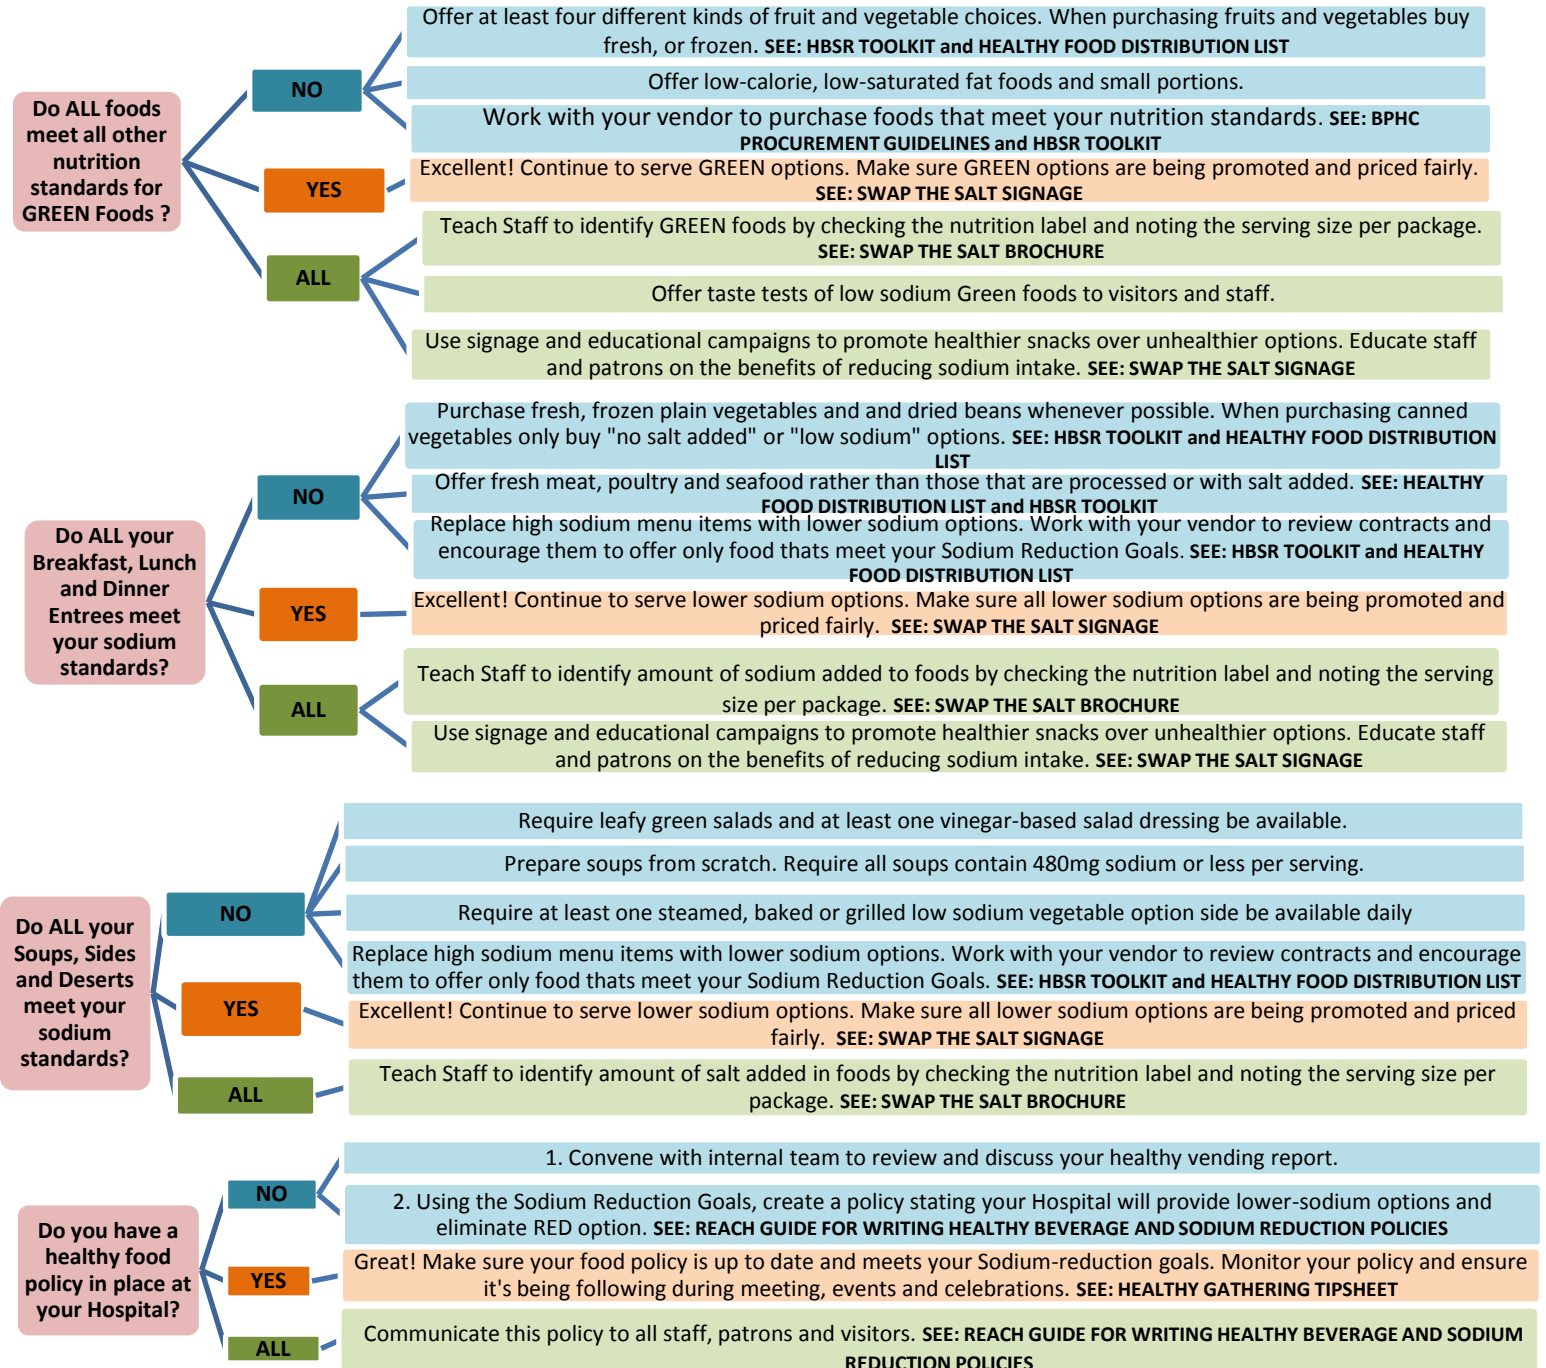 Do ALL foods
meet all other
nutrition
standards for
GREEN Foods ?
NO
Offer at least four different kinds of fruit and vegetable choices. When purchasing fruits and vegetables buy
fresh, or frozen. SEE: HBSR TOOLKIT and HEALTHY FOOD DISTRIBUTION LIST
Offer low-calorie, low-saturated fat foods and small portions.
Work with your vendor to purchase foods that meet your nutrition standards. SEE: BPHC
PROCUREMENT GUIDELINES and HBSR TOOLKIT
YES
Excellent! Continue to serve GREEN options. Make sure GREEN options are being promoted and priced fairly.
SEE: SWAP THE SALT SIGNAGE
ALL
Teach Staff to identify GREEN foods by checking the nutrition label and noting the serving size per package.
SEE: SWAP THE SALT BROCHURE
Offer taste tests of low sodium Green foods to visitors and staff.
Use signage and educational campaigns to promote healthier snacks over unhealthier options. Educate staff
and patrons on the benefits of reducing sodium intake. SEE: SWAP THE SALT SIGNAGE
Do ALL your
Breakfast, Lunch
and Dinner
Entrees meet
your sodium
standards?
NO
Purchase fresh, frozen plain vegetables and and dried beans whenever possible. When purchasing canned
vegetables only buy "no salt added" or "low sodium" options. SEE: HBSR TOOLKIT and HEALTHY FOOD DISTRIBUTION
LIST
Offer fresh meat, poultry and seafood rather than those that are processed or with salt added. SEE: HEALTHY
FOOD DISTRIBUTION LIST and HBSR TOOLKIT
Replace high sodium menu items with lower sodium options. Work with your vendor to review contracts and
encourage them to offer only food thats meet your Sodium Reduction Goals. SEE: HBSR TOOLKIT and HEALTHY
FOOD DISTRIBUTION LIST
YES
Excellent! Continue to serve lower sodium options. Make sure all lower sodium options are being promoted and
priced fairly. SEE: SWAP THE SALT SIGNAGE
ALL
Teach Staff to identify amount of sodium added to foods by checking the nutrition label and noting the serving
size per package. SEE: SWAP THE SALT BROCHURE
Use signage and educational campaigns to promote healthier snacks over unhealthier options. Educate staff
and patrons on the benefits of reducing sodium intake. SEE: SWAP THE SALT SIGNAGE
Do ALL your
Soups, Sides
and Deserts
meet your
sodium
standards?
NO
Require leafy green salads and at least one vinegar-based salad dressing be available.
Prepare soups from scratch. Require all soups contain 480mg sodium or less per serving.
Require at least one steamed, baked or grilled low sodium vegetable option side be available daily
Replace high sodium menu items with lower sodium options. Work with your vendor to review contracts and encourage
them to offer only food thats meet your Sodium Reduction Goals. SEE: HBSR TOOLKIT and HEALTHY FOOD DISTRIBUTION LIST
YES
Excellent! Continue to serve lower sodium options. Make sure all lower sodium options are being promoted and priced
fairly. SEE: SWAP THE SALT SIGNAGE
ALL
Teach Staff to identify amount of salt added in foods by checking the nutrition label and noting the serving size per
package. SEE: SWAP THE SALT BROCHURE
Do you have a
healthy food
policy in place at
your Hospital?
NO
1. Convene with internal team to review and discuss your healthy vending report.
2. Using the Sodium Reduction Goals, create a policy stating your Hospital will provide lower-sodium options and
eliminate RED option. SEE: REACH GUIDE FOR WRITING HEALTHY BEVERAGE AND SODIUM REDUCTION POLICIES
YES
Great! Make sure your food policy is up to date and meets your Sodium-reduction goals. Monitor your policy and ensure
it's being following during meeting, events and celebrations. SEE: HEALTHY GATHERING TIPSHEET
ALL
Communicate this policy to all staff, patrons and visitors. SEE: REACH GUIDE FOR WRITING HEALTHY BEVERAGE AND SODIUM
REDUCTION POLICIES